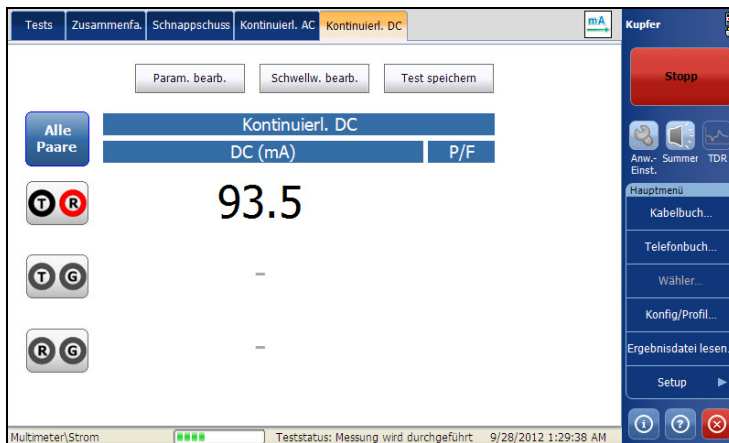 Tests Zusammenfa. Schnappschuss Kontinuierl. AC Kontinuierl. DC mA
Kupfer
Param. bearb. Schwellw. bearb. Test speichern
Stopp
Alle Paare
Kontinuierl. DC
DC (mA) P/F
T R 93.5
T G -
R G -
Anw.- Einst. Summer TDR
Hauptmenü
Kabelbuch...
Telefonbuch...
Wähler...
Konfig/Profil...
Ergebnisdatei lesen.
Setup
Multimeter\Strom Teststatus: Messung wird durchgeführt 9/28/2012 1:29:38 AM